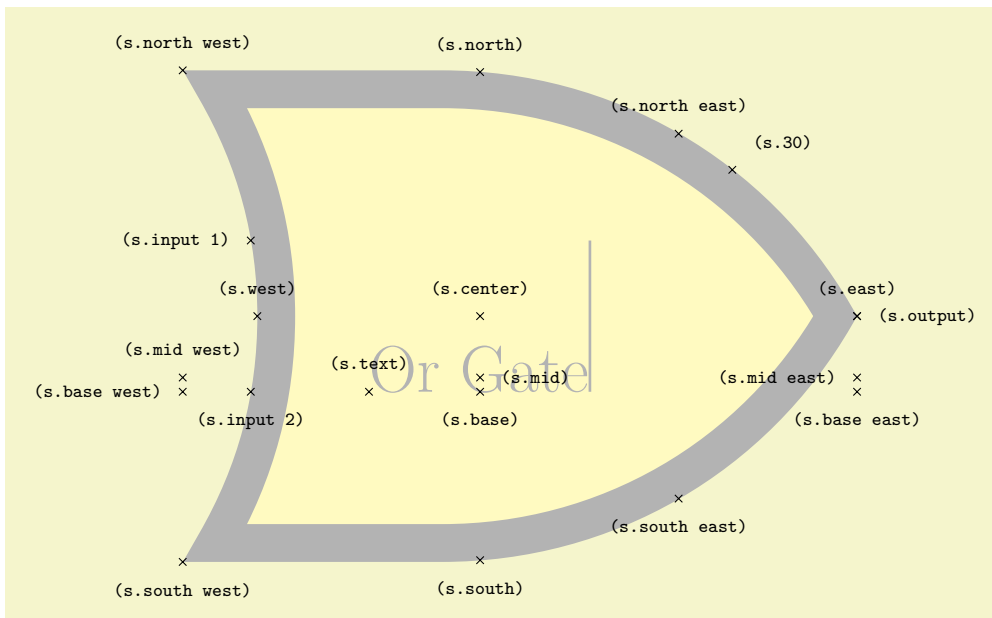 (s.north west)
(s.north)
(s.north east)
(s.30)
(s.input 1)
(s.west)
(s.center)
(s.east)
(s.output)
(s.mid west)
(s.text)
Or Gate
(s.mid)
(s.mid east)
(s.base west)
(s.input 2)
(s.base)
(s.base east)
(s.south east)
(s.south west)
(s.south)